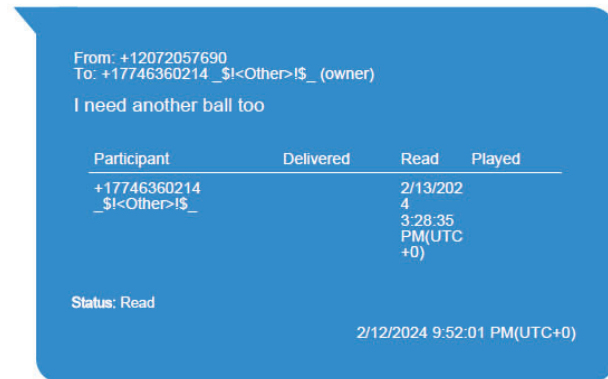 From: +12072057690
To: +17746360214 _$!<Other>!$_ (owner)
I need another ball too
Participant Delivered Read Played
+17746360214 2/13/202
_$!<Other>!$_ 4
3:28:35
PM(UTC
+0)
Status: Read
2/12/2024 9:52:01 PM(UTC+0)